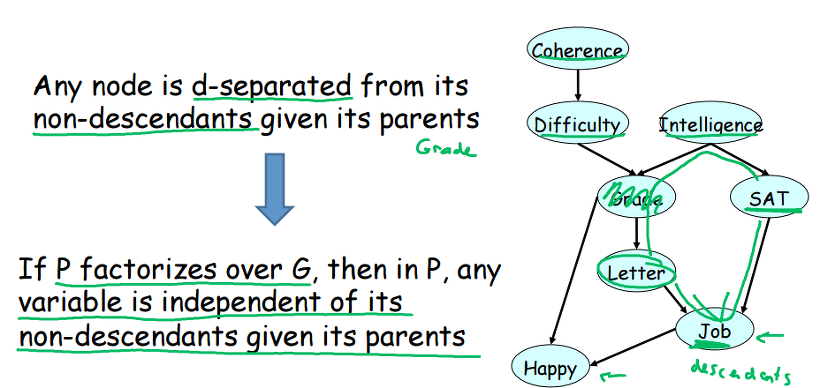 Any node is d-separated from its
non-descendants given its parents
Grade
If P factorizes over G, then in P, any
variable is independent of its
non-descendants given its parents
Coherence
Difficulty
Intelligence
Grade
SAT
Letter
Job
descendants
Happy